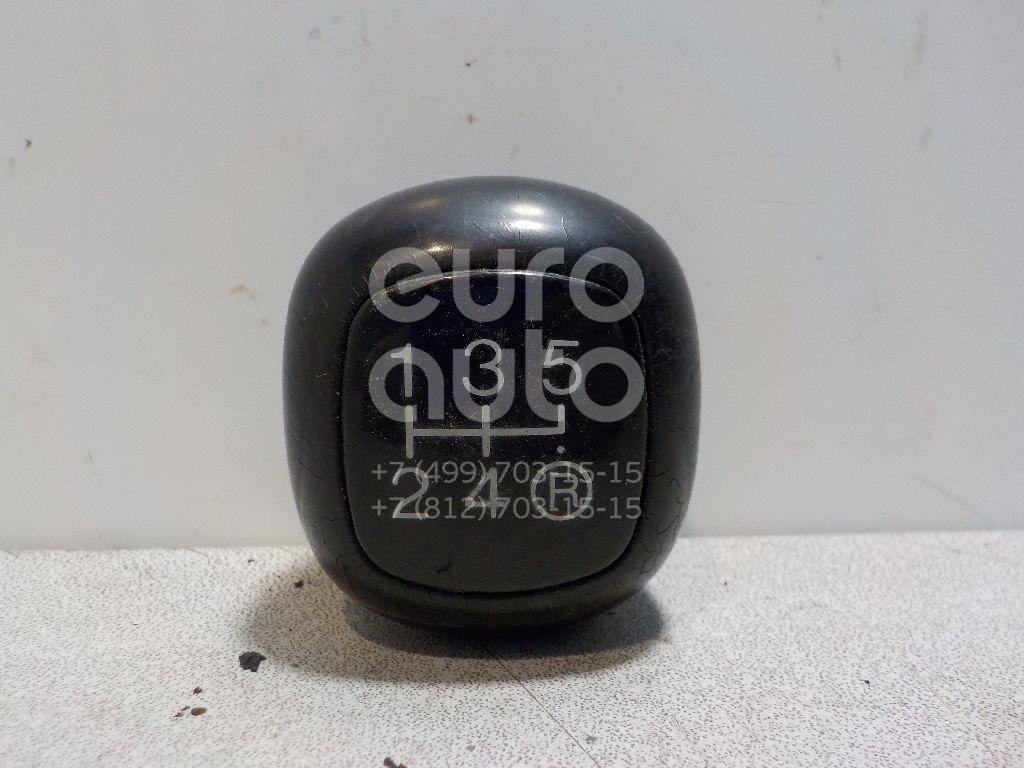 euro
auto
1 3 5
+7 (499) 703-15-15
2 4 R
+7 (812) 703-15-15